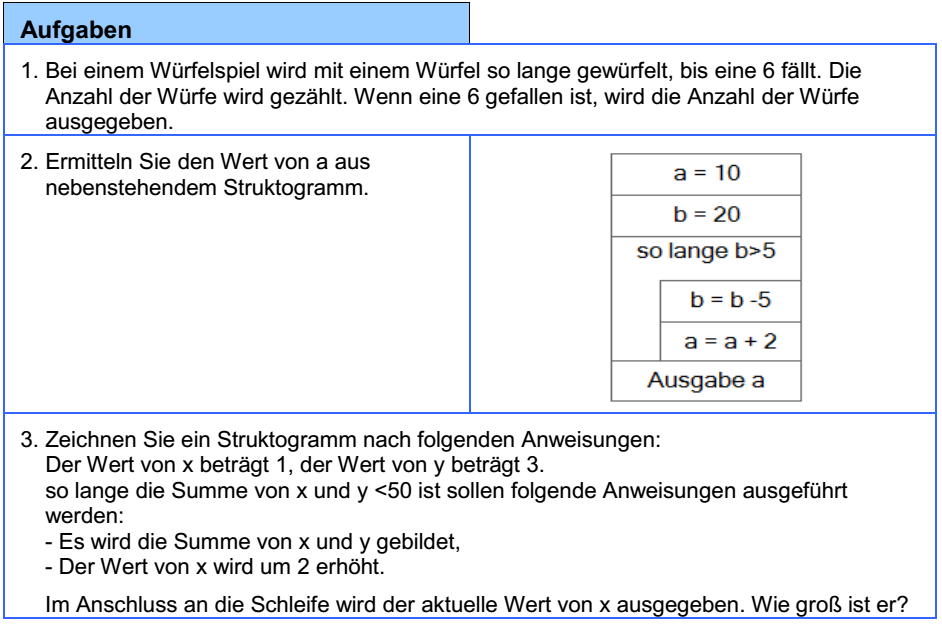 Aufgaben
1. Bei einem Würfelspiel wird mit einem Würfel so lange gewürfelt, bis eine 6 fällt. Die
Anzahl der Würfe wird gezählt. Wenn eine 6 gefallen ist, wird die Anzahl der Würfe
ausgegeben.
2. Ermitteln Sie den Wert von a aus
nebenstehendem Struktogramm.
a = 10
b = 20
so lange b>5
b = b -5
a = a + 2
Ausgabe a
3. Zeichnen Sie ein Struktogramm nach folgenden Anweisungen:
Der Wert von x beträgt 1, der Wert von y beträgt 3.
so lange die Summe von x und y <50 ist sollen folgende Anweisungen ausgeführt
werden:
- Es wird die Summe von x und y gebildet,
- Der Wert von x wird um 2 erhöht.
Im Anschluss an die Schleife wird der aktuelle Wert von x ausgegeben. Wie groß ist er?